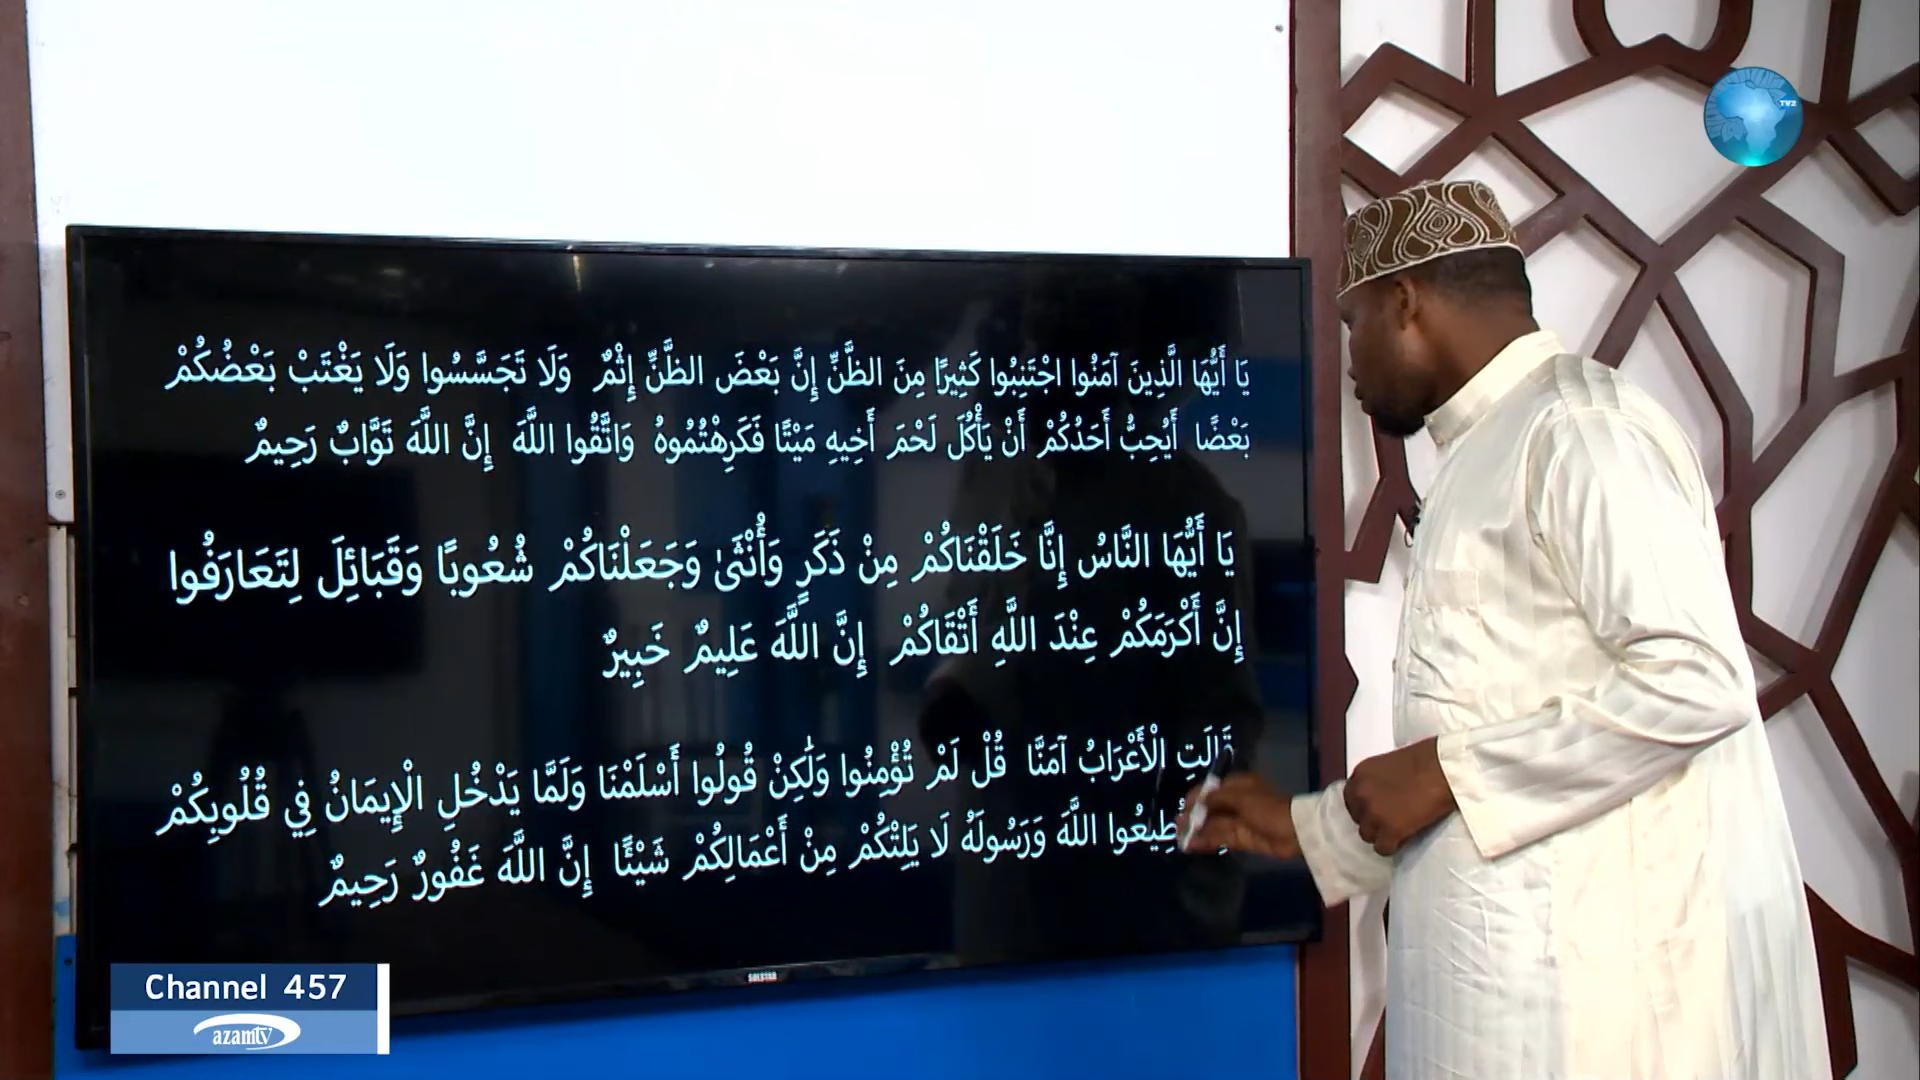 TV2
يَا أَيُّهَا الَّذِينَ آمَنُوا اجْتَنِبُوا كَثِيرًا مِنَ الظَّنِّ إِنَّ بَعْضَ الظَّنِّ إِثْمٌ وَلَا تَجَسَّسُوا وَلَا يَغْتَبْ بَعْضُكُمْ
بَعْضًا أَيُحِبُّ أَحَدُكُمْ أَنْ يَأْكُلَ لَحْمَ أَخِيهِ مَيْتًا فَكَرِهْتُمُوهُ وَاتَّقُوا اللَّهَ إِنَّ اللَّهَ تَوَّابٌ رَحِيمٌ
يَا أَيُّهَا النَّاسُ إِنَّا خَلَقْنَاكُمْ مِنْ ذَكَرٍ وَأُنْثَىٰ وَجَعَلْنَاكُمْ شُعُوبًا وَقَبَائِلَ لِتَعَارَفُوا
إِنَّ أَكْرَمَكُمْ عِنْدَ اللَّهِ أَتْقَاكُمْ إِنَّ اللَّهَ عَلِيمٌ خَبِيرٌ
قَالَتِ الْأَعْرَابُ آمَنَّا قُلْ لَمْ تُؤْمِنُوا وَلَٰكِنْ قُولُوا أَسْلَمْنَا وَلَمَّا يَدْخُلِ الْإِيمَانُ فِي قُلُوبِكُمْ
اللَّهَ وَرَسُولَهُ لَا يَلِتْكُمْ مِنْ أَعْمَالِكُمْ شَيْئًا إِنَّ اللَّهَ غَفُورٌ رَحِيمٌ
Channel 457
azamtv